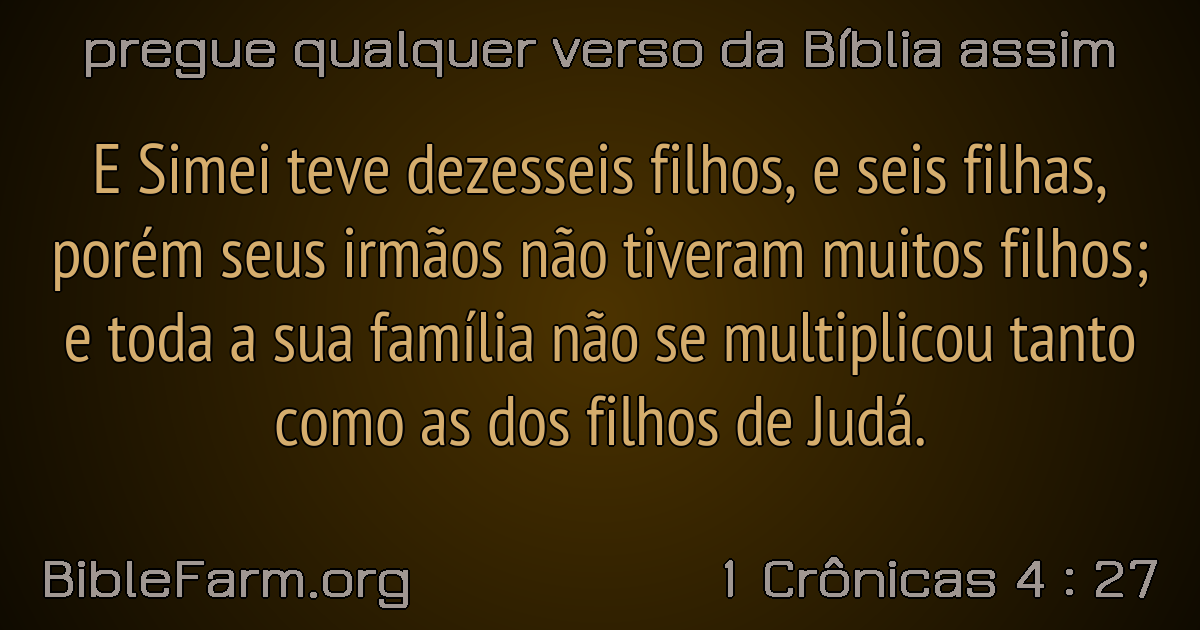 pregue qualquer verso da Bíblia assim
E Simei teve dezesseis filhos, e seis filhas,
porém seus irmãos não tiveram muitos filhos;
e toda a sua família não se multiplicou tanto
como as dos filhos de Judá.
BibleFarm.org
1 Crônicas 4 : 27